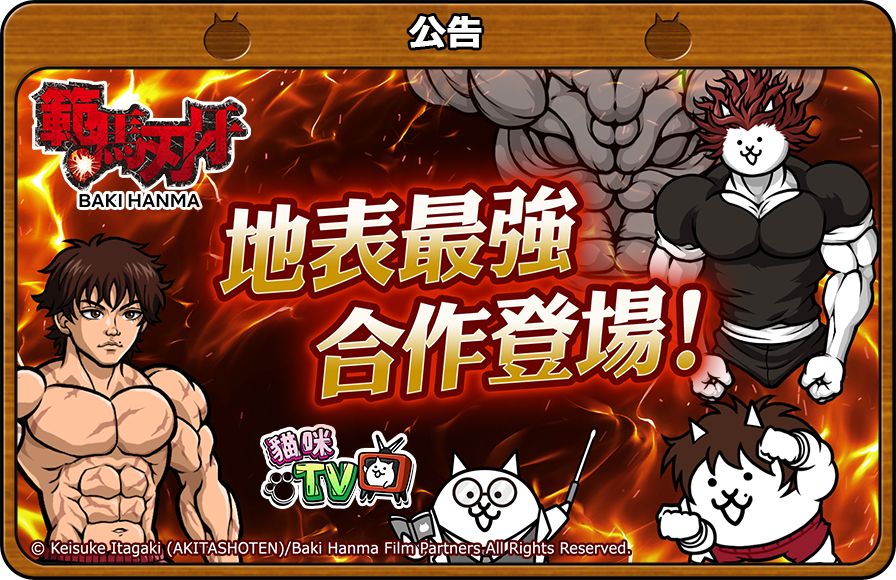 公告
範馬刃牙
BAKI HANMA
地表最強
合作登場!
貓咪
TV
© Keisuke Itagaki (AKITASHOTEN)/Baki Hanma Film Partners All Rights Reserved.